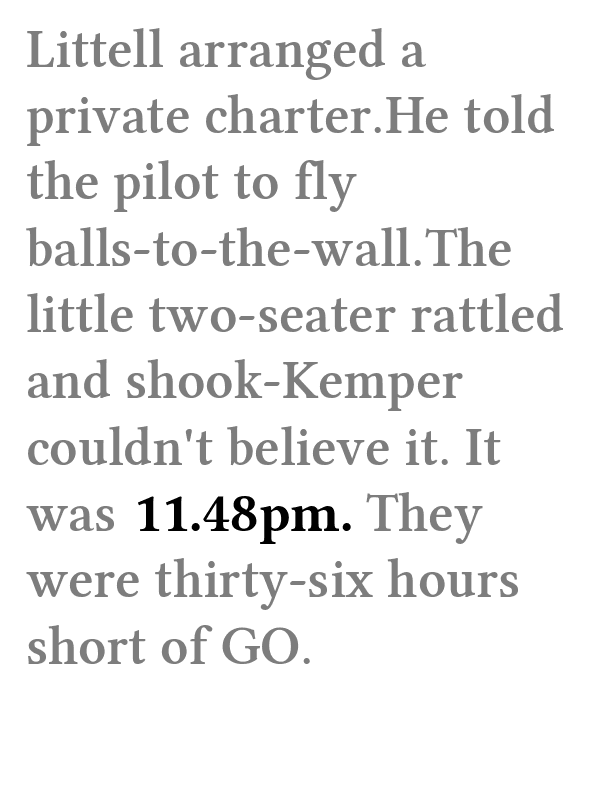 Littell arranged a
private charter.He told
the pilot to fly
balls-to-the-wall.The
little two-seater rattled
and shook-Kemper
couldn't believe it. It
was 11.48pm. They
were thirty-six hours
short of GO.